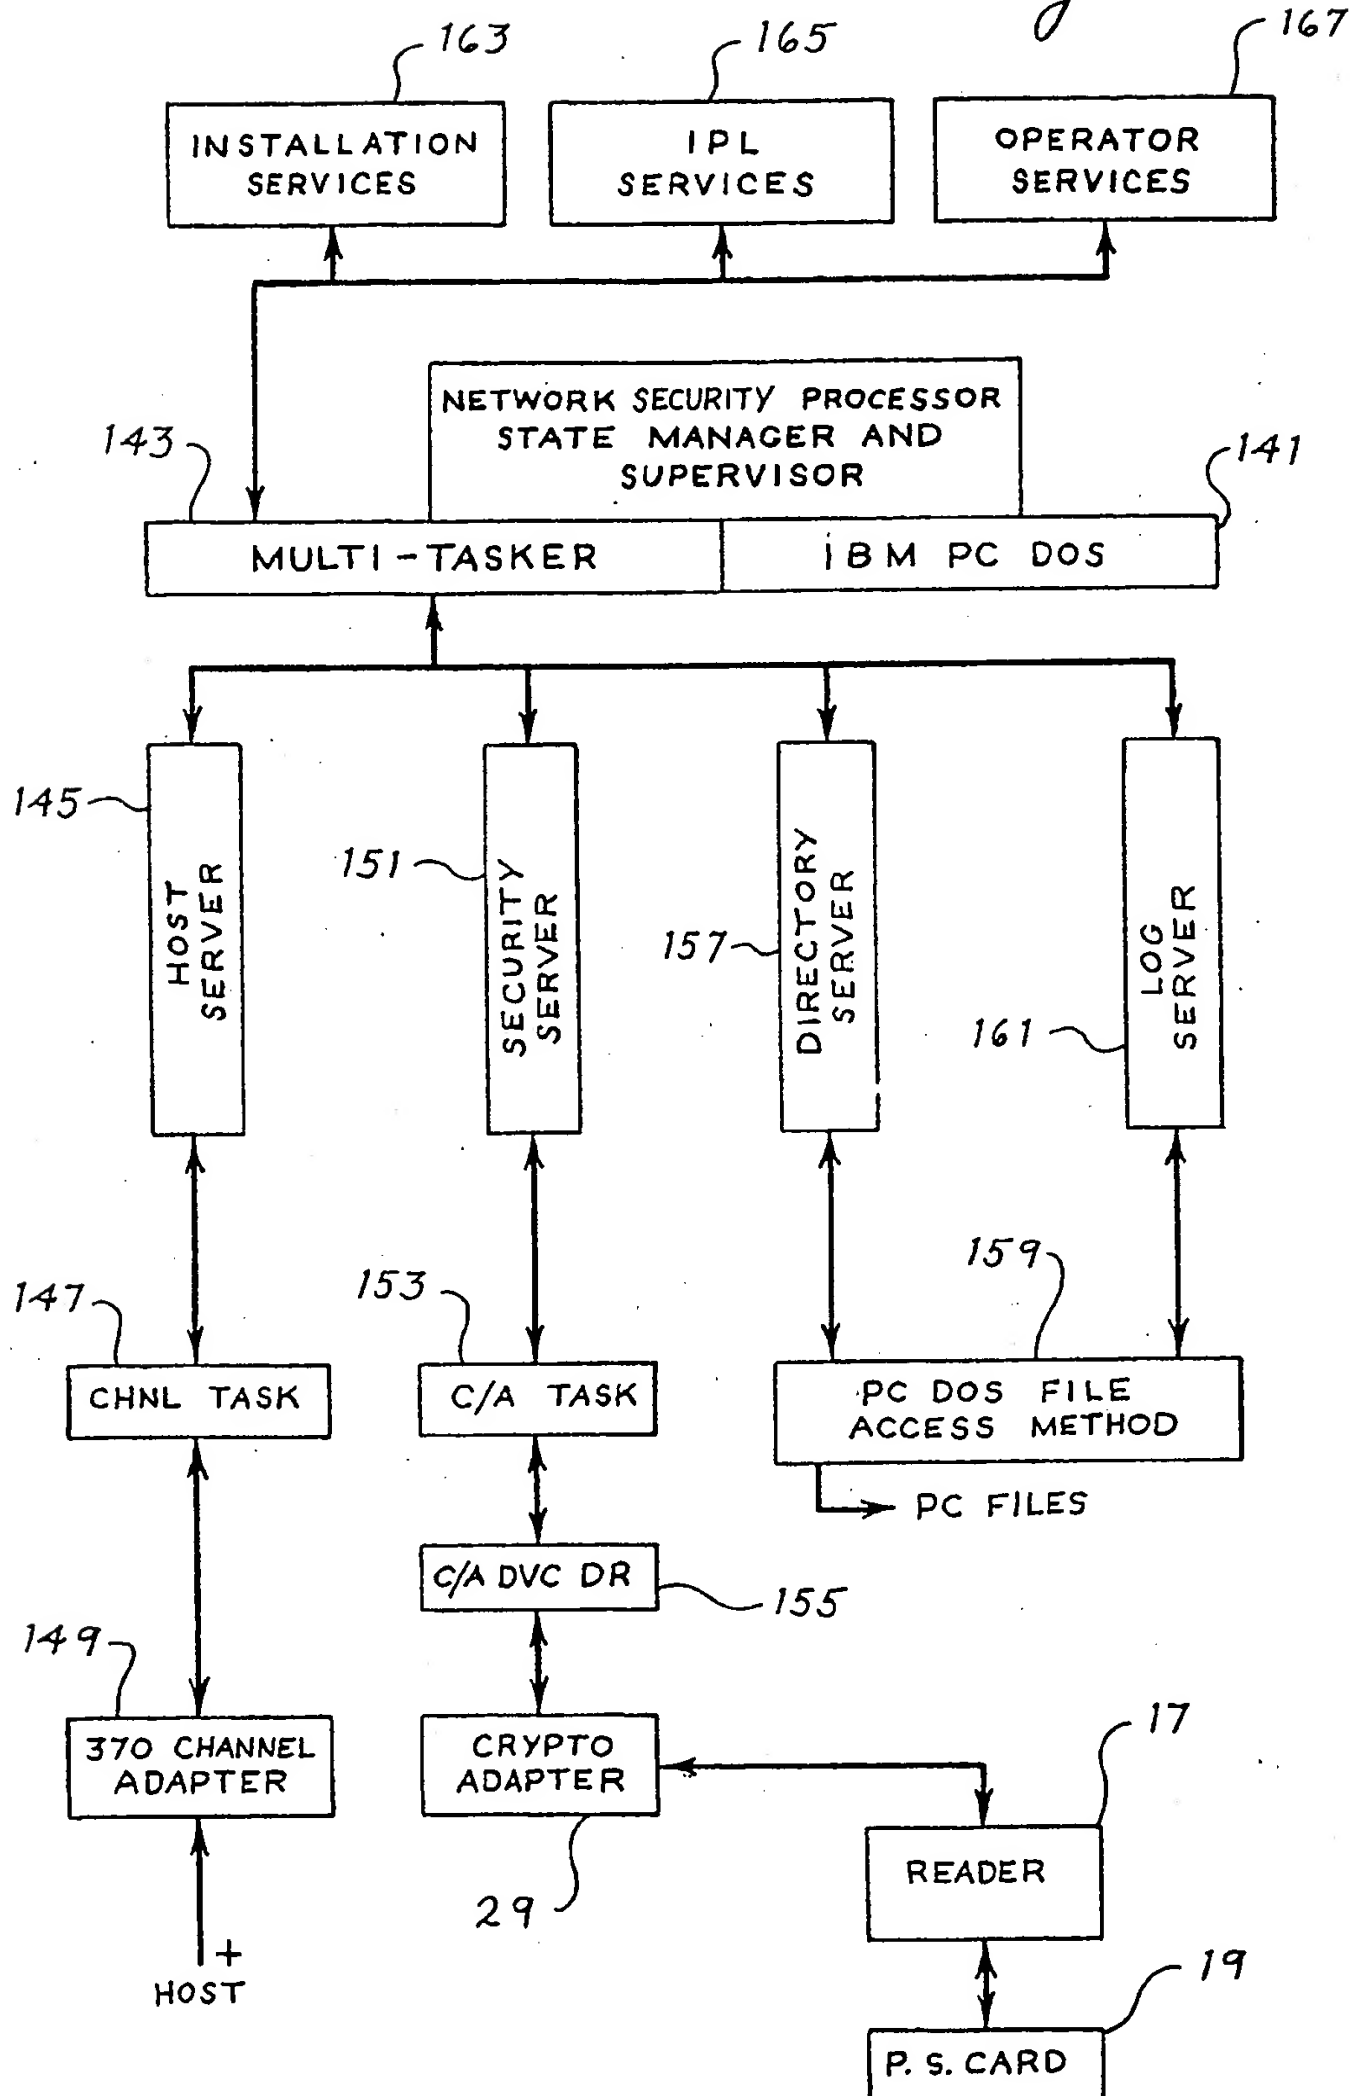 163
165
167
INSTALLATION
SERVICES
IPL
SERVICES
OPERATOR
SERVICES
NETWORK SECURITY PROCESSOR
STATE MANAGER AND
SUPERVISOR
143
141
MULTI-TASKER
IBM PC DOS
145
HOST
SERVER
151
SECURITY
SERVER
157
DIRECTORY
SERVER
161
LOG
SERVER
147
153
159
CHNL TASK
C/A TASK
PC DOS FILE
ACCESS METHOD
PC FILES
C/A DVC DR
155
149
370 CHANNEL
ADAPTER
CRYPTO
ADAPTER
17
29
READER
+
HOST
19
P. S. CARD